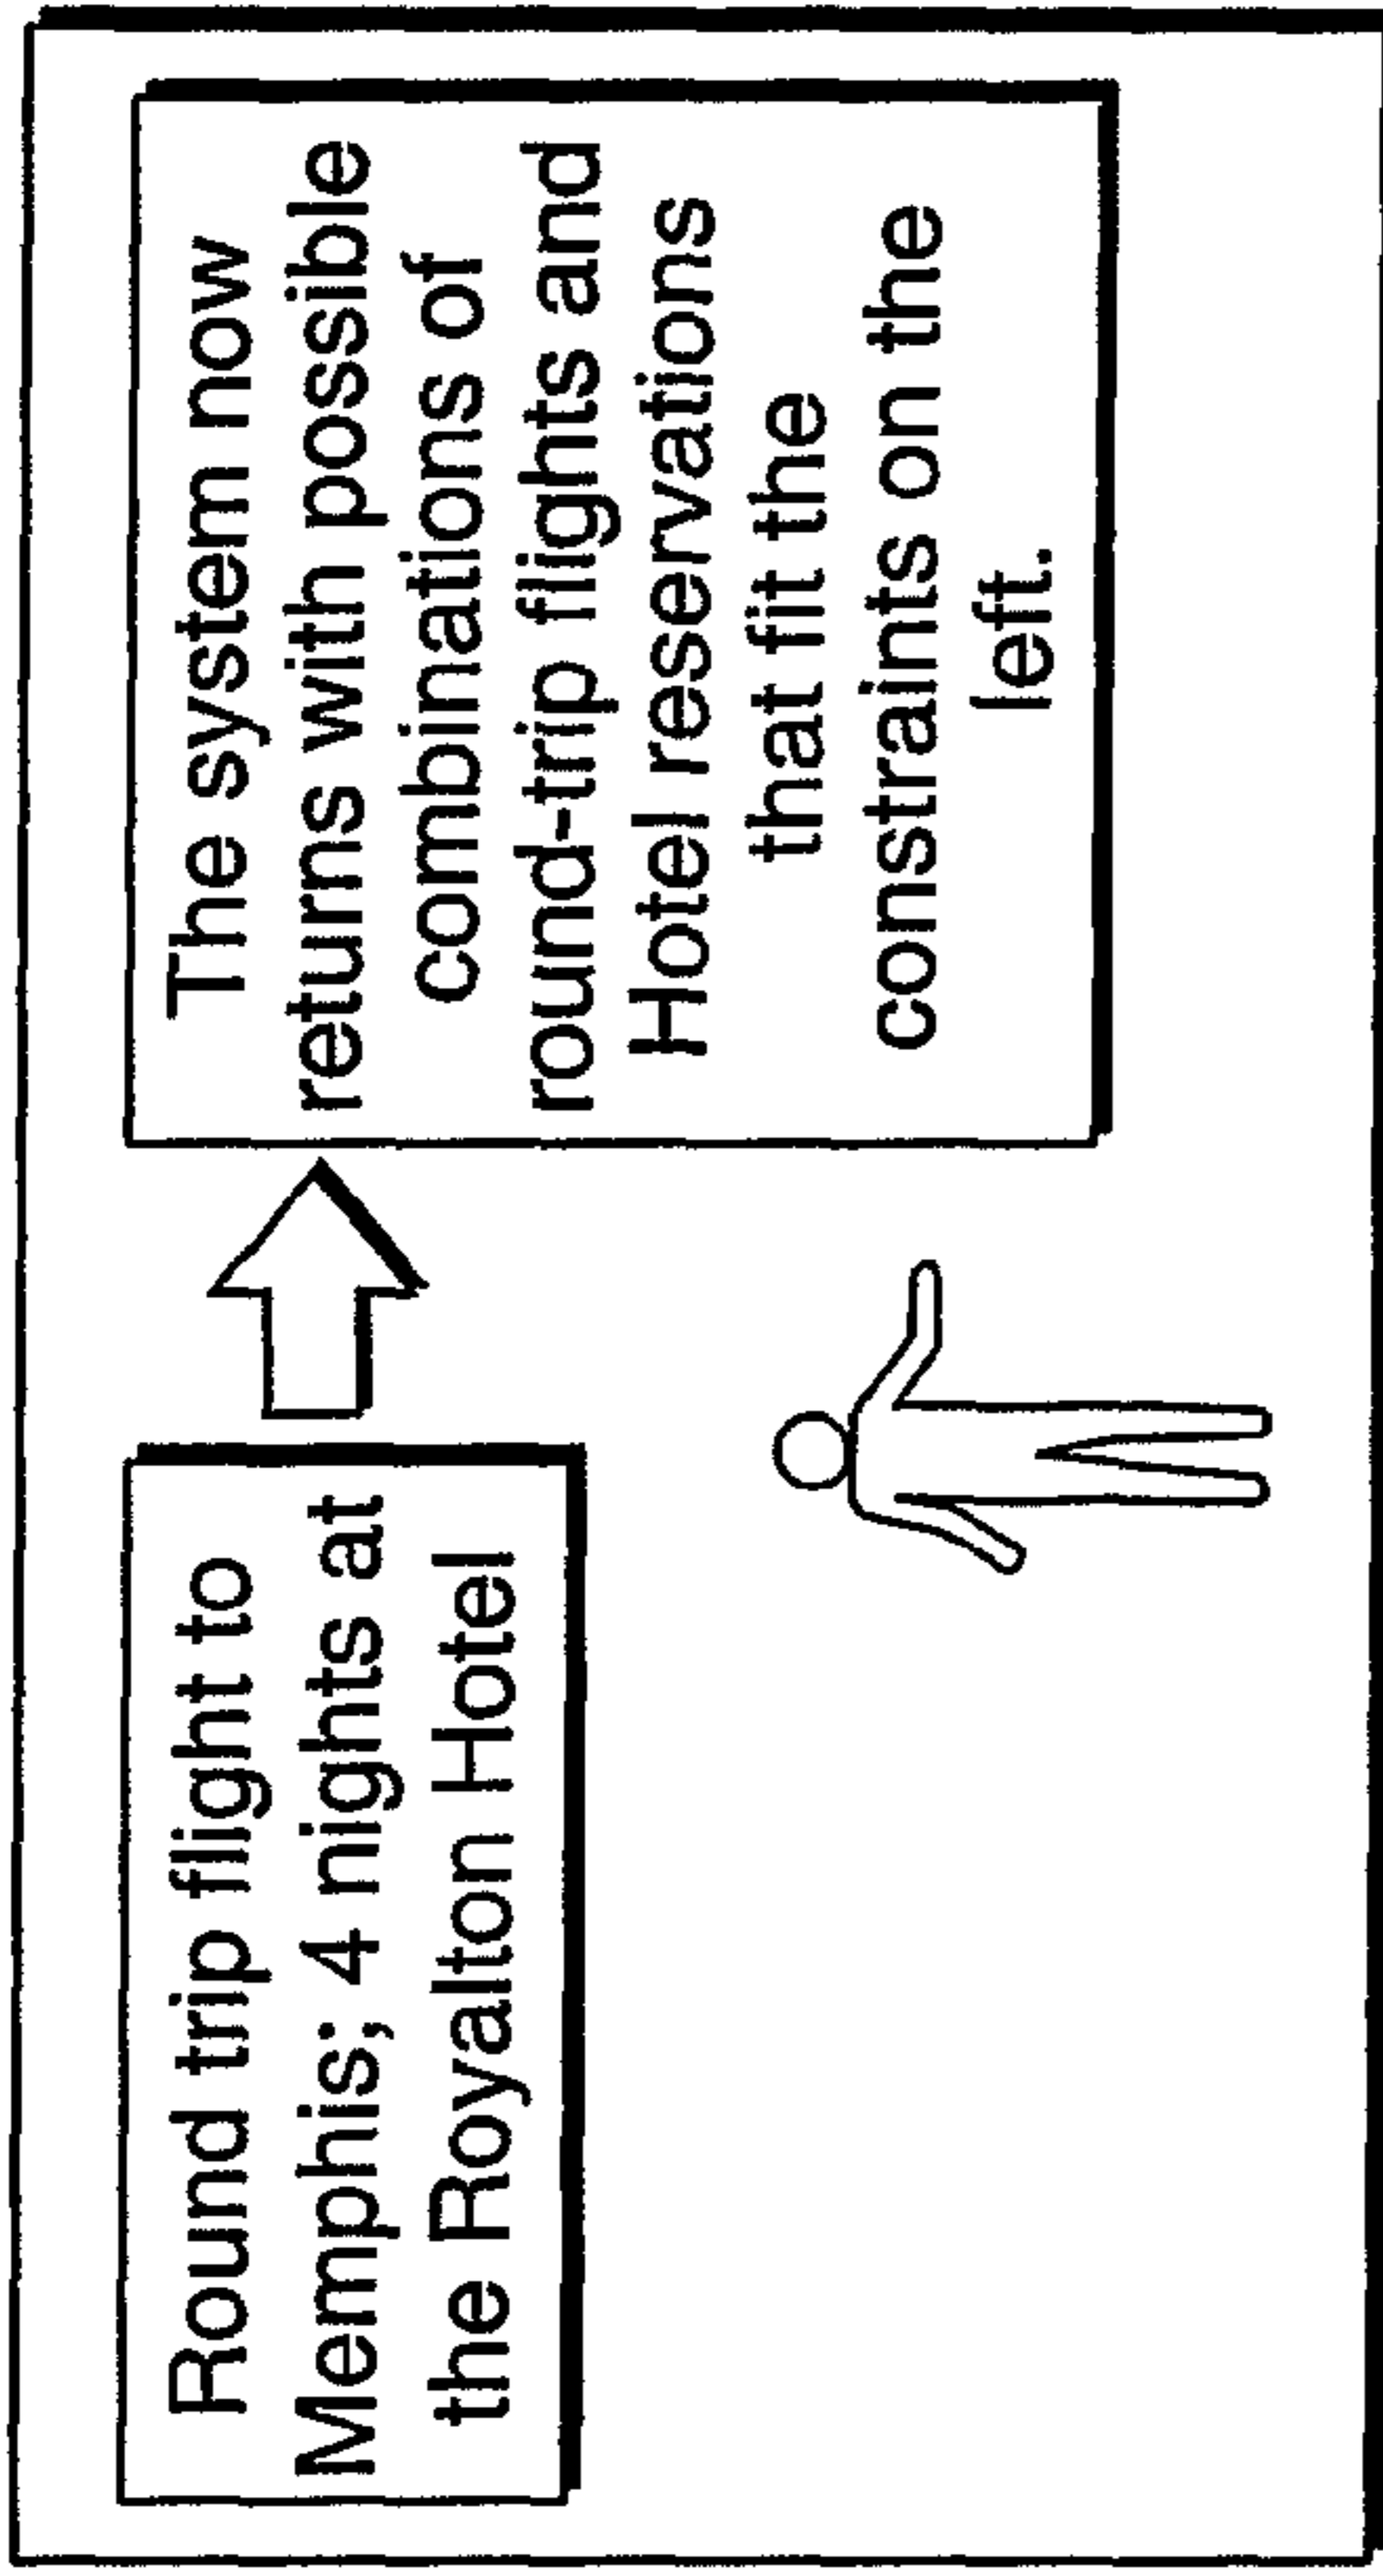 Round trip flight to
Memphis; 4 nights at
the Royalton Hotel
The system now
returns with possible
combinations of
round-trip flights and
Hotel reservations
that fit the
constraints on the
left.